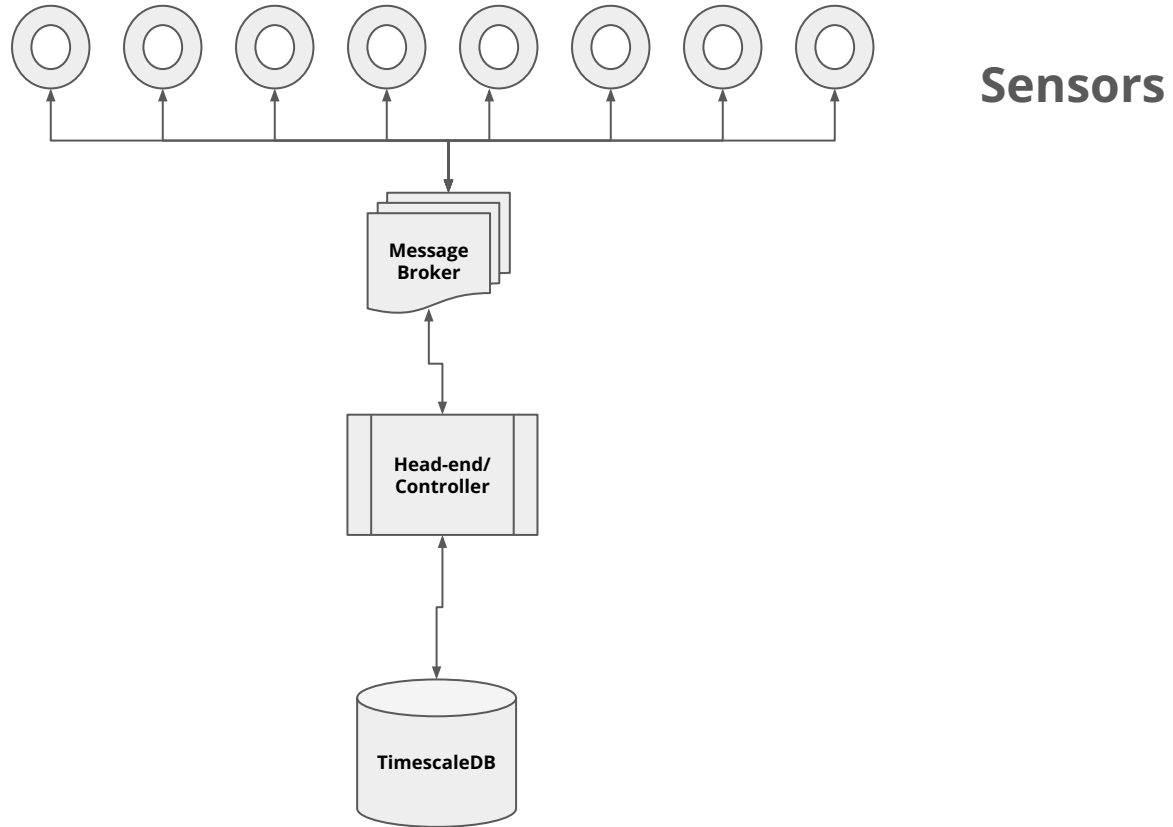 Sensors
Message
Broker
Head-end/
Controller
TimescaleDB